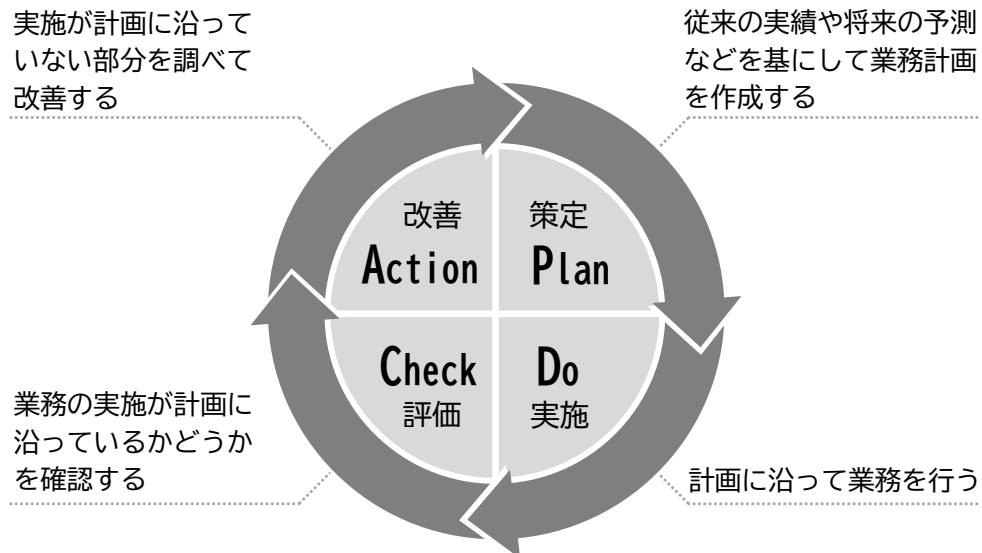 実施が計画に沿って
いない部分を調べて
改善する
従来の実績や将来の予測
などを基にして業務計画
を作成する
改善
Action
策定
Plan
Check
評価
Do
実施
業務の実施が計画に
沿っているかどうか
を確認する
計画に沿って業務を行う